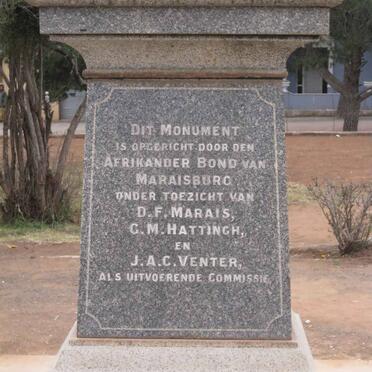 Dit Monument
is opgericht door den
Afrikander Bond van
Maraisburg
onder toezicht van
D.F. Marais,
G.M. Hattingh,
en
J.A.C. Venter,
als uitvoerende Commissie.